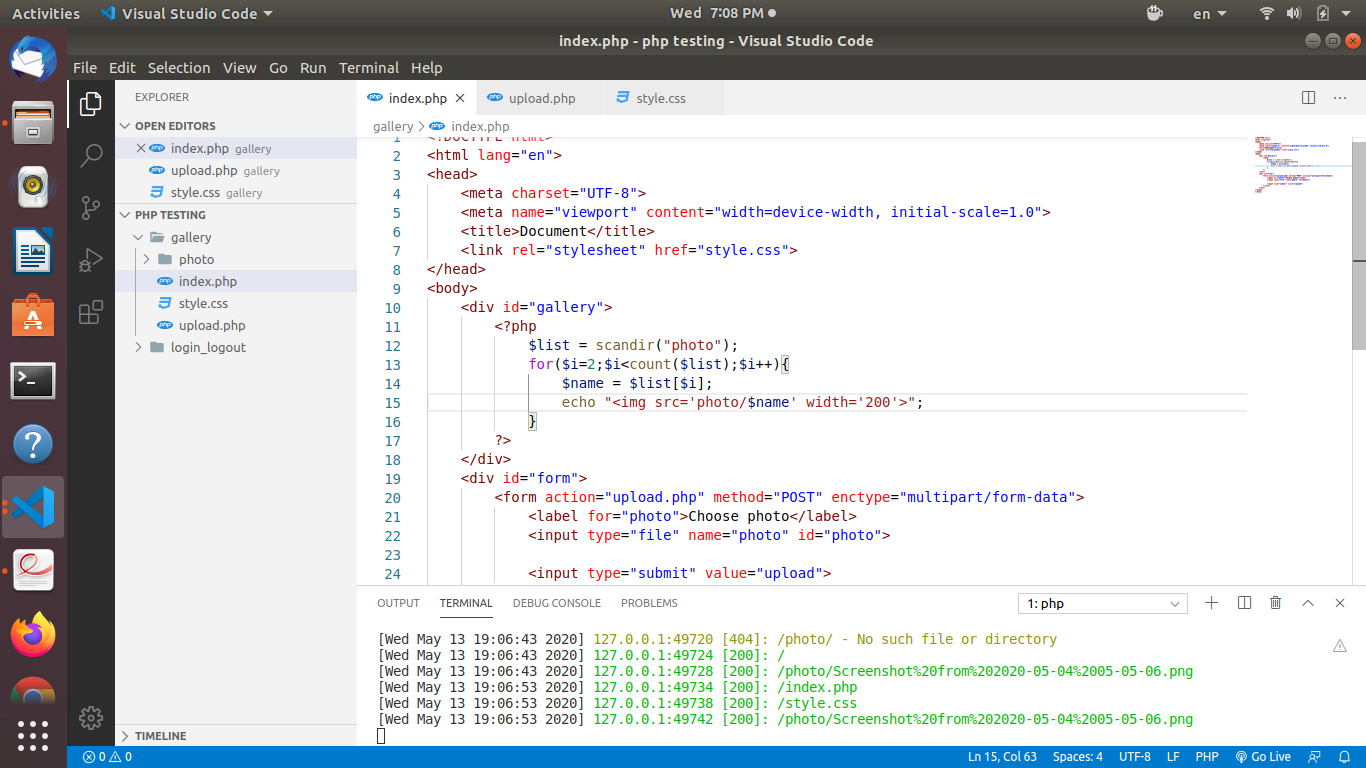 Activities Visual Studio Code Wed 7:08 PM en
index.php - php testing - Visual Studio Code
File Edit Selection View Go Run Terminal Help
EXPLORER
OPEN EDITORS
index.php gallery
upload.php gallery
style.css gallery
PHP TESTING
gallery
photo
index.php
style.css
upload.php
login_logout
TIMELINE
index.php upload.php style.css
gallery > index.php
1 <!DOCTYPE html>
2 <html lang="en">
3 <head>
4 <meta charset="UTF-8">
5 <meta name="viewport" content="width=device-width, initial-scale=1.0">
6 <title>Document</title>
7 <link rel="stylesheet" href="style.css">
8 </head>
9 <body>
10 <div id="gallery">
11 <?php
12 $list = scandir("photo");
13 for($i=2;$i<count($list);$i++){
14 $name = $list[$i];
15 echo "<img src='photo/$name' width='200'>";
16 }
17 ?>
18 </div>
19 <div id="form">
20 <form action="upload.php" method="POST" enctype="multipart/form-data">
21 <label for="photo">Choose photo</label>
22 <input type="file" name="photo" id="photo">
23
24 <input type="submit" value="upload">
OUTPUT TERMINAL DEBUG CONSOLE PROBLEMS 1: php
[Wed May 13 19:06:43 2020] 127.0.0.1:49720 [404]: /photo/ - No such file or directory
[Wed May 13 19:06:43 2020] 127.0.0.1:49724 [200]: /
[Wed May 13 19:06:43 2020] 127.0.0.1:49728 [200]: /photo/Screenshot%20from%202020-05-04%2005-05-06.png
[Wed May 13 19:06:53 2020] 127.0.0.1:49734 [200]: /index.php
[Wed May 13 19:06:53 2020] 127.0.0.1:49738 [200]: /style.css
[Wed May 13 19:06:53 2020] 127.0.0.1:49742 [200]: /photo/Screenshot%20from%202020-05-04%2005-05-06.png
0 0 Ln 15, Col 63 Spaces: 4 UTF-8 LF PHP Go Live